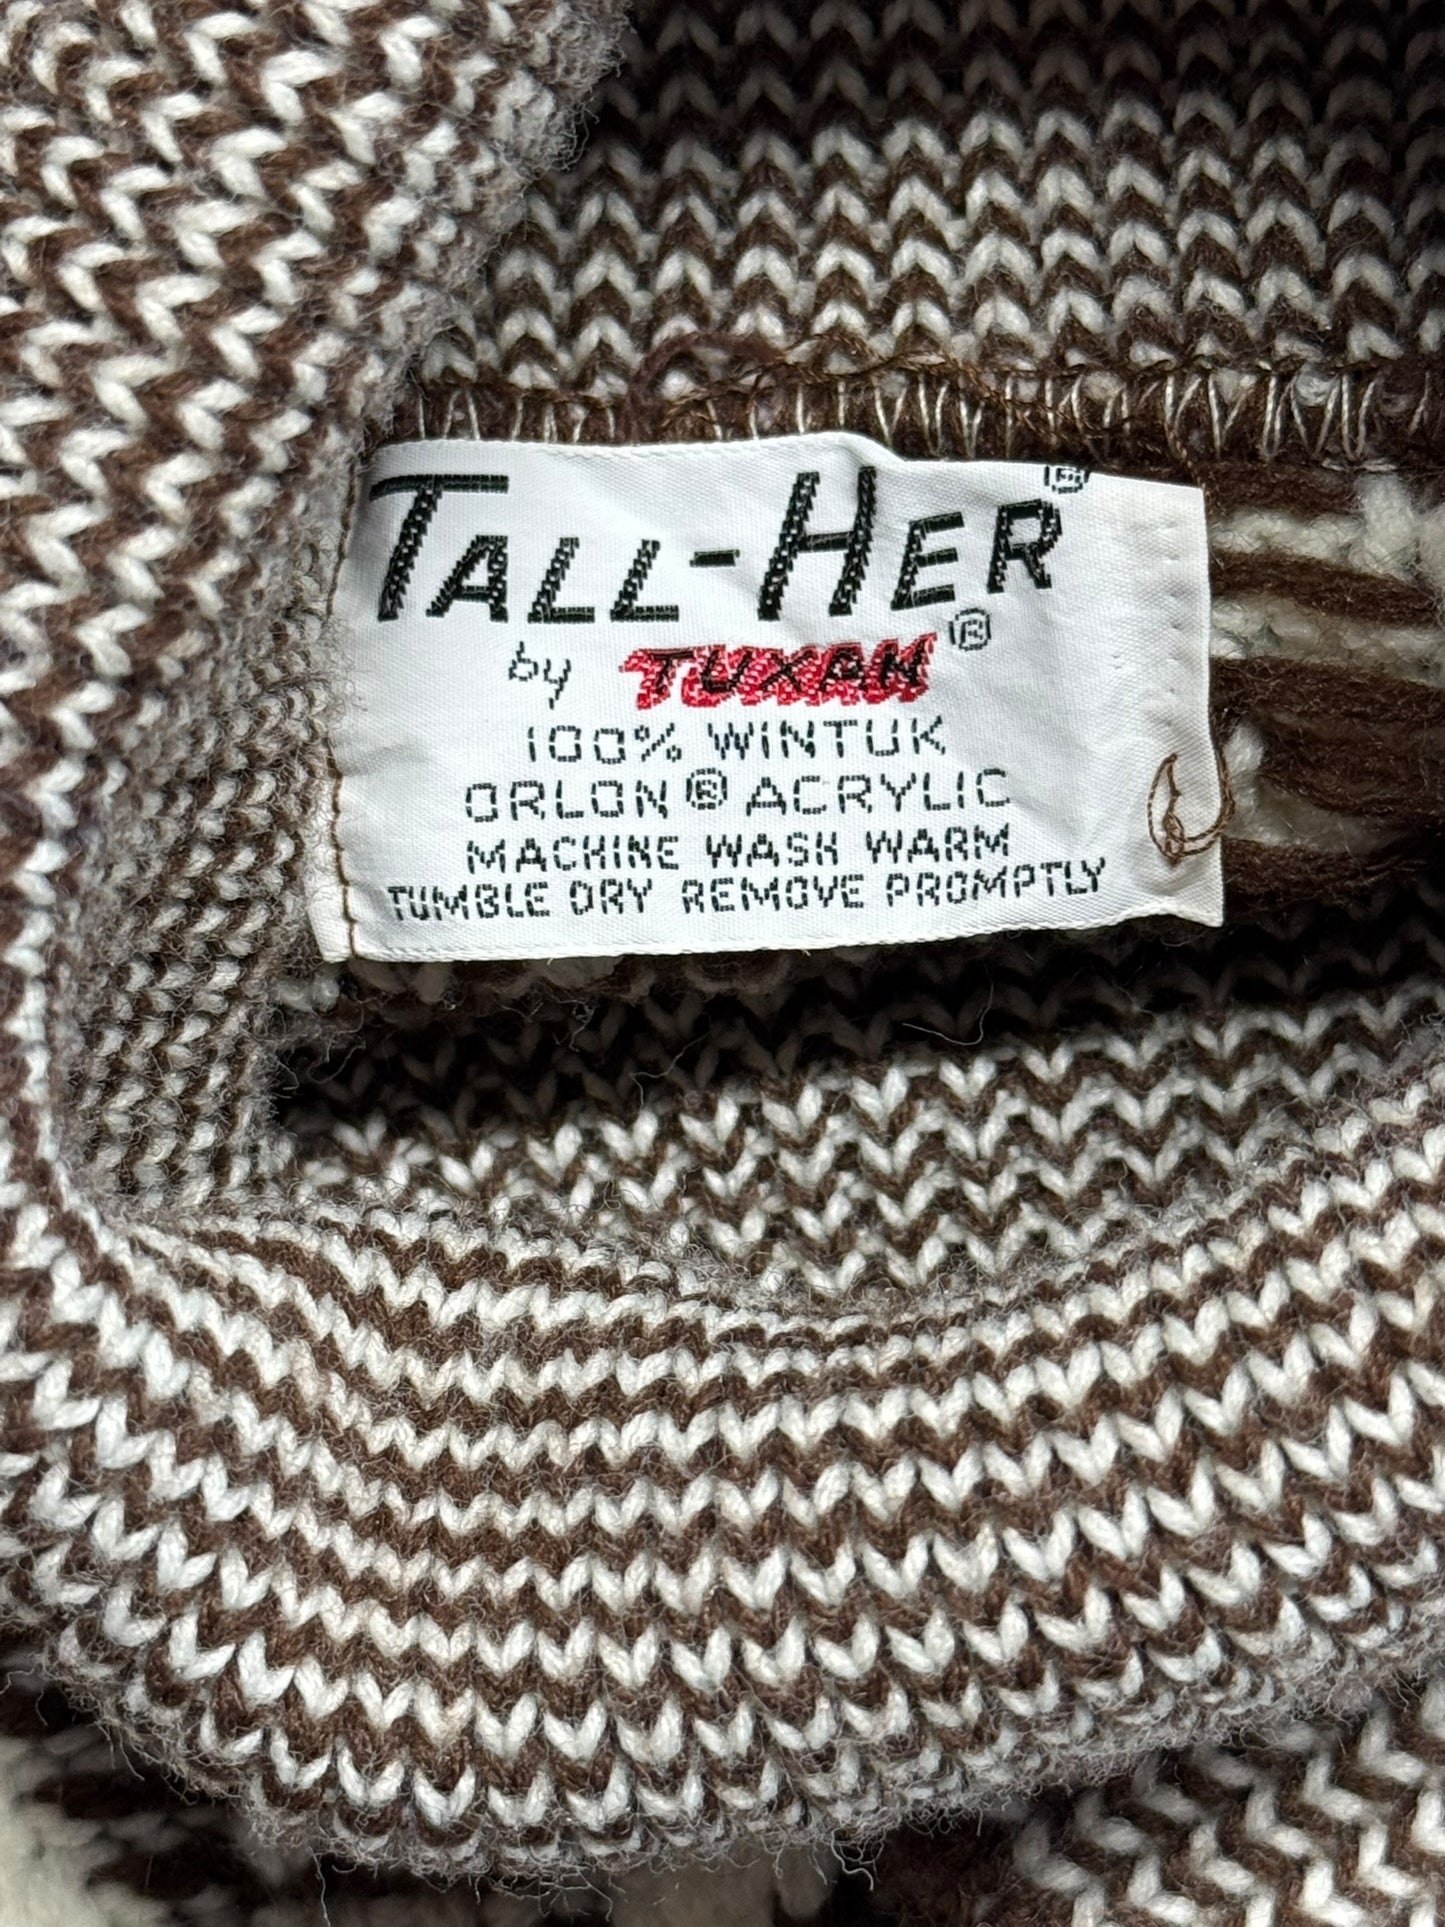 TALL-HER®
by TUXAN®
100% WINTUK
ORLON® ACRYLIC
MACHINE WASH WARM
TUMBLE DRY REMOVE PROMPTLY